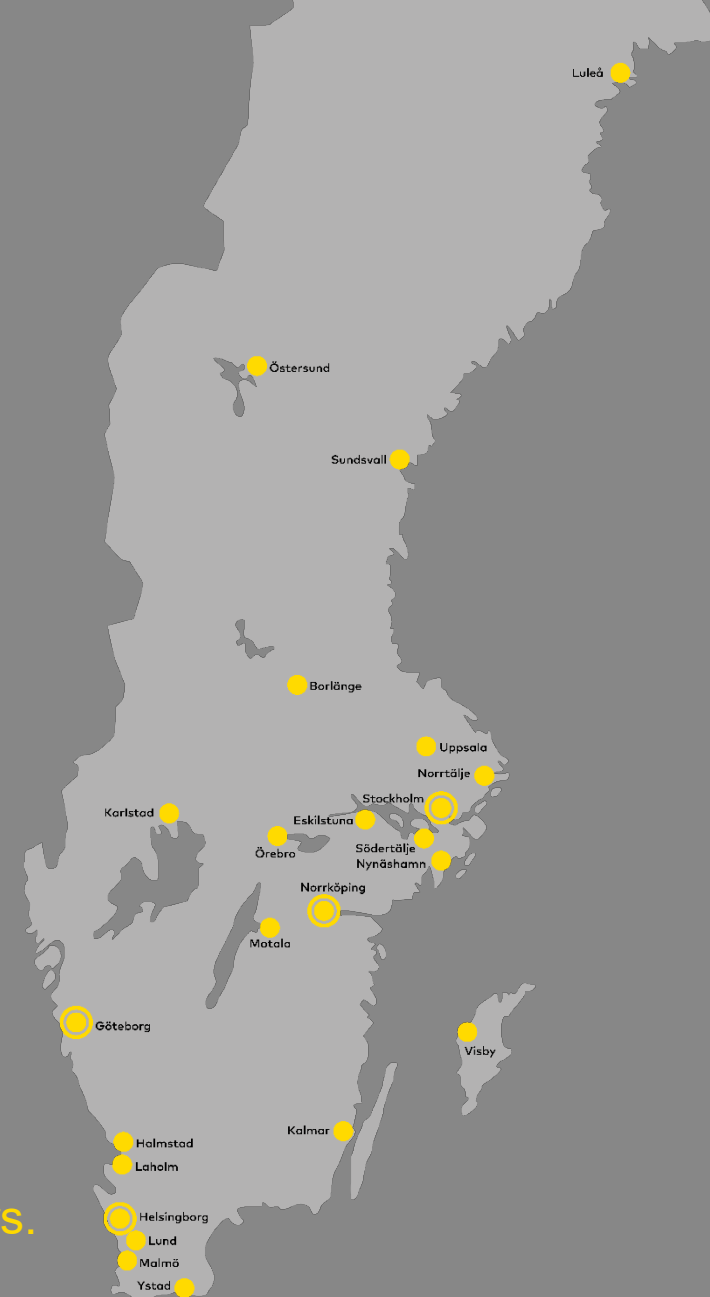 Luleå
Östersund
Sundsvall
Borlänge
Uppsala
Norrtälje
Stockholm
Karlstad
Eskilstuna
Örebro
Södertälje
Nynäshamn
Norrköping
Motala
Göteborg
Visby
Kalmar
Halmstad
Laholm
Helsingborg
s.
Lund
Malmö
Ystad